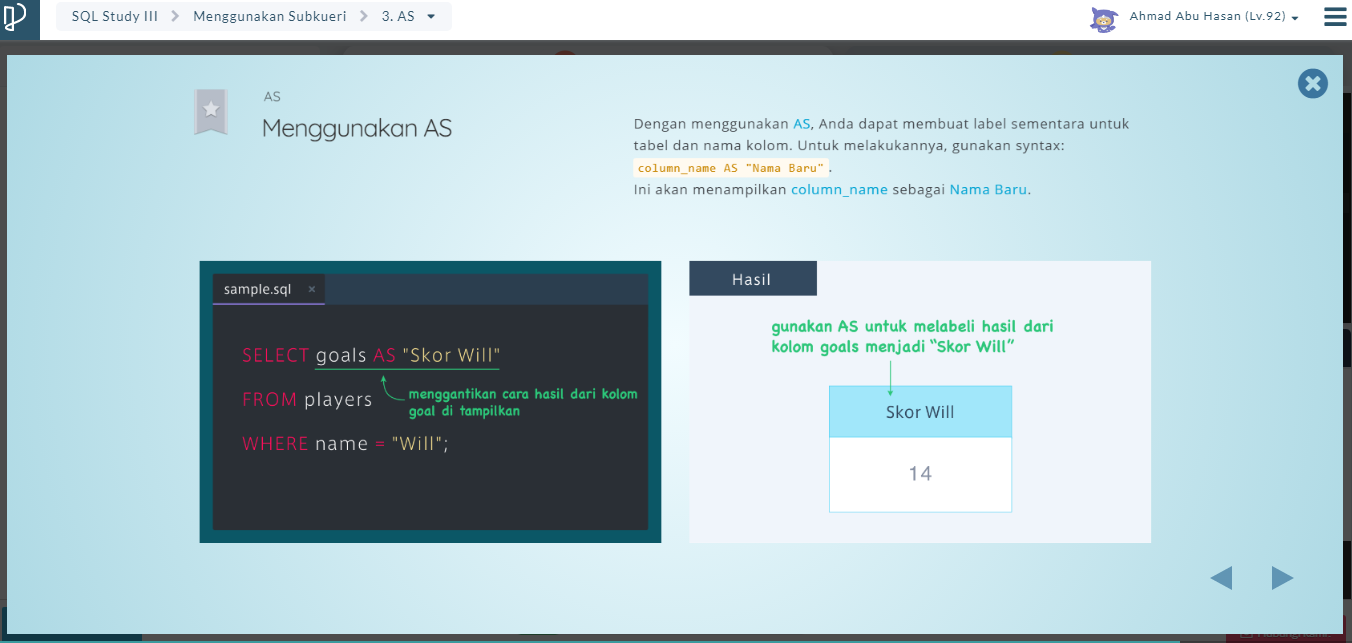 SQL Study III
Menggunakan Subkueri
3. AS
Ahmad Abu Hasan (Lv.92)
AS
Menggunakan AS
Dengan menggunakan AS, Anda dapat membuat label sementara untuk
tabel dan nama kolom. Untuk melakukannya, gunakan syntax:
column_name AS "Nama Baru".
Ini akan menampilkan column_name sebagai Nama Baru.
sample.sql ×
SELECT goals AS "Skor Will"
FROM players
WHERE name = "Will";
menggantikan cara hasil dari kolom
goal di tampilkan
Hasil
gunakan AS untuk melabeli hasil dari
kolom goals menjadi “Skor Will”
Skor Will
14